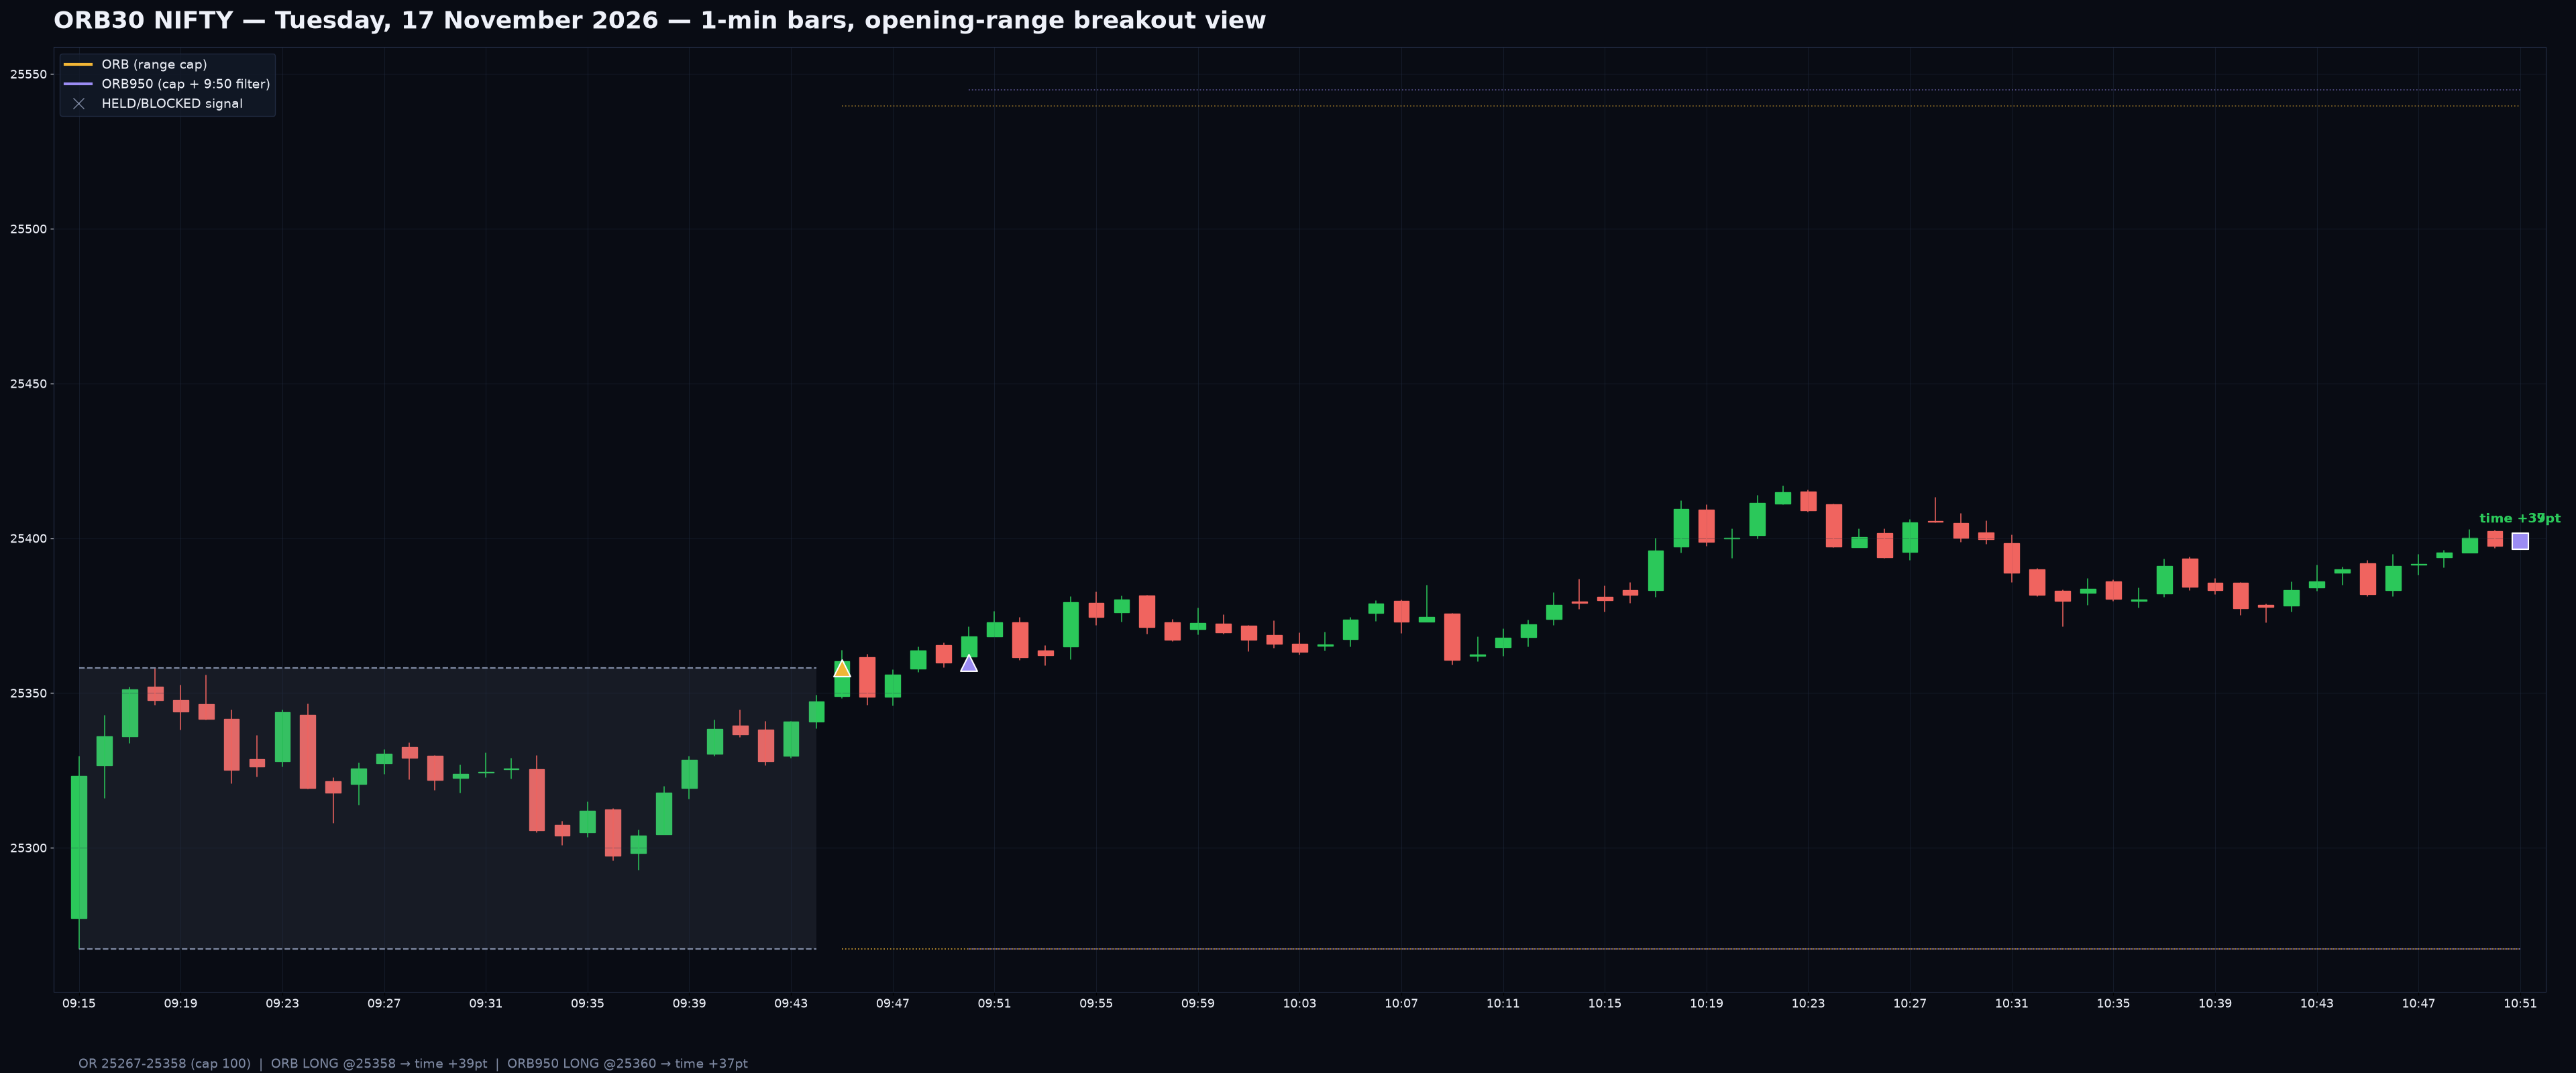 ORB30 NIFTY — Tuesday, 17 November 2026 — 1-min bars, opening-range breakout view
ORB (range cap)
ORB950 (cap + 9:50 filter)
HELD/BLOCKED signal
25550
25500
25450
25400
25350
25300
time +
pt
09:15 09:19 09:23 09:27 09:31 09:35 09:39 09:43 09:47 09:51 09:55 09:59 10:03 10:07 10:11 10:15 10:19 10:23 10:27 10:31 10:35 10:39 10:43 10:47 10:51
OR 25267-25358 (cap 100) | ORB LONG @25358 → time +39pt | ORB950 LONG @25360 → time +37pt